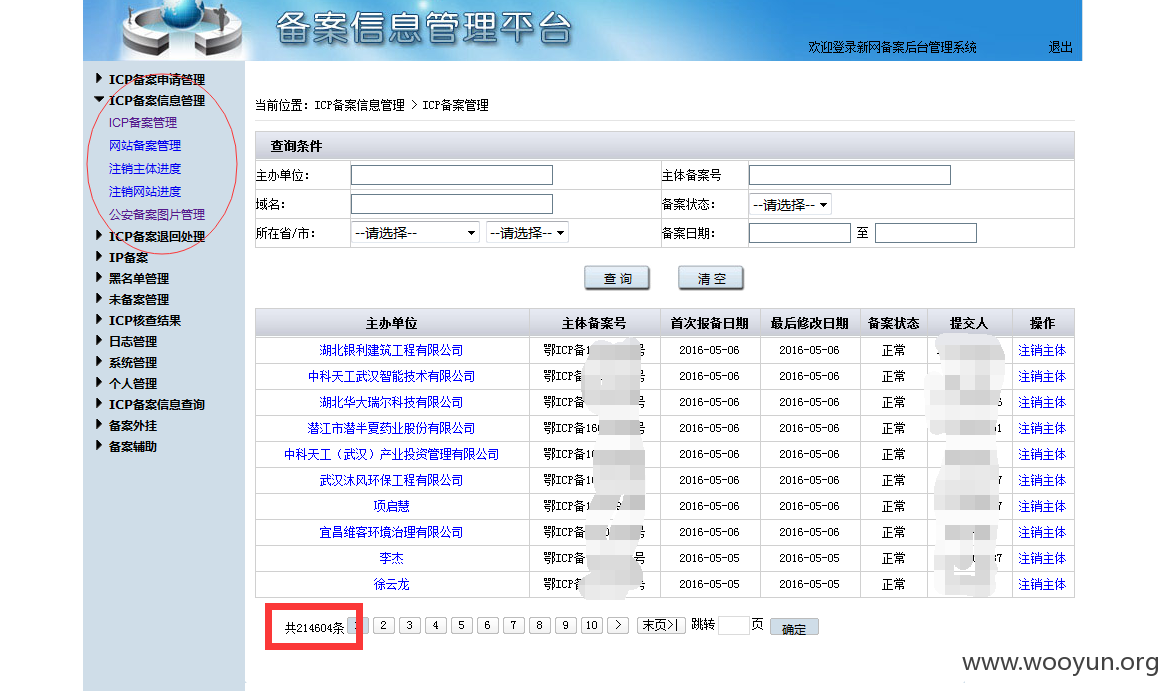 备案信息管理平台
欢迎登录新网备案后台管理系统 退出
ICP备案申请管理
ICP备案信息管理
ICP备案管理
网站备案管理
注销主体进度
注销网站进度
公安备案图片管理
ICP备案退回处理
IP备案
黑名单管理
未备案管理
ICP核查结果
日志管理
系统管理
个人管理
ICP备案信息查询
备案外挂
备案辅助
当前位置: ICP备案信息管理 > ICP备案管理
查询条件
主办单位: 主体备案号
域名: 备案状态: --请选择--
所在省/市: --请选择-- --请选择-- 备案日期: 至
查 询 清 空
主办单位 主体备案号 首次报备日期 最后修改日期 备案状态 提交人 操作
湖北银利建筑工程有限公司 鄂ICP备 号 2016-05-06 2016-05-06 正常 注销主体
中科天工武汉智能技术有限公司 鄂ICP备 号 2016-05-06 2016-05-06 正常 注销主体
湖北华大瑞尔科技有限公司 鄂ICP备 号 2016-05-06 2016-05-06 正常 注销主体
潜江市潜半夏药业股份有限公司 鄂ICP备 号 2016-05-06 2016-05-06 正常 注销主体
中科天工（武汉）产业投资管理有限公司 鄂ICP备 号 2016-05-06 2016-05-06 正常 注销主体
武汉沐风环保工程有限公司 鄂ICP备 号 2016-05-06 2016-05-06 正常 注销主体
项启慧 鄂ICP备 号 2016-05-06 2016-05-06 正常 注销主体
宜昌维客环境治理有限公司 鄂ICP备 号 2016-05-06 2016-05-06 正常 注销主体
李杰 鄂ICP备 号 2016-05-05 2016-05-05 正常 注销主体
徐云龙 鄂ICP备 号 2016-05-05 2016-05-05 正常 注销主体
共214604条 1 2 3 4 5 6 7 8 9 10 > 末页>| 跳转 页 确定
www.wooyun.org